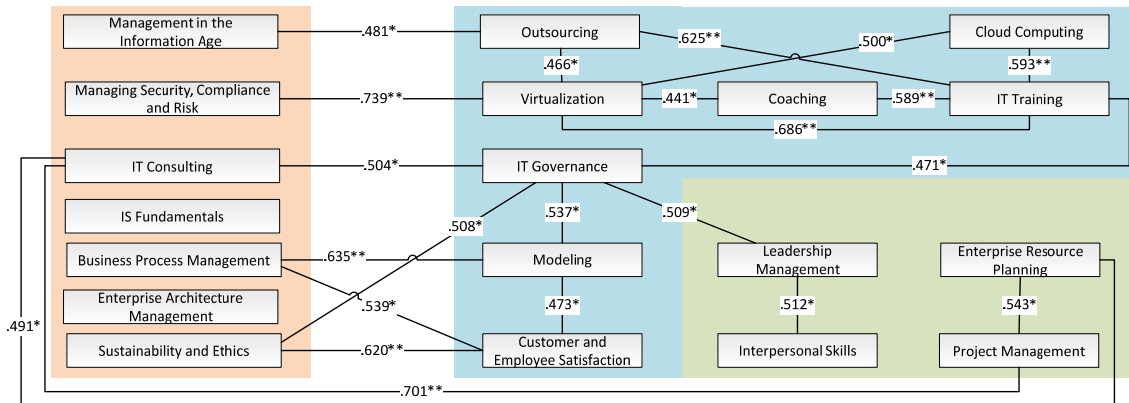 Management in the
Information Age
.481*
Outsourcing
.625**
.500*
Cloud Computing
.466*
.593**
Managing Security, Compliance
and Risk
.739**
Virtualization
.441*
Coaching
.589**
IT Training
.686**
IT Consulting
.504*
IT Governance
.471*
IS Fundamentals
.508*
.537*
.509*
Business Process Management
.635**
Modeling
Leadership
Management
Enterprise Resource
Planning
Enterprise Architecture
Management
.539*
.473*
.512*
.543*
.491*
Sustainability and Ethics
.620**
Customer and
Employee Satisfaction
Interpersonal Skills
Project Management
.701**